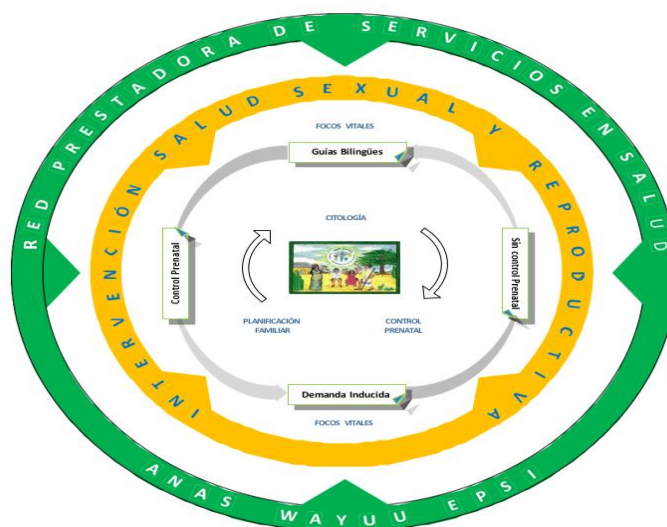 RED PRESTADORA DE SERVICIOS EN SALUD
INTERVENCIÓN SALUD SEXUAL Y REPRODUCTIVA
FOCOS VITALES
Guías Bilingües
CITOLOGÍA
Control Prenatal
Sin control Prenatal
PLANIFICACIÓN
FAMILIAR
CONTROL
PRENATAL
Demanda Inducida
FOCOS VITALES
ANAS WAYUU EPSI